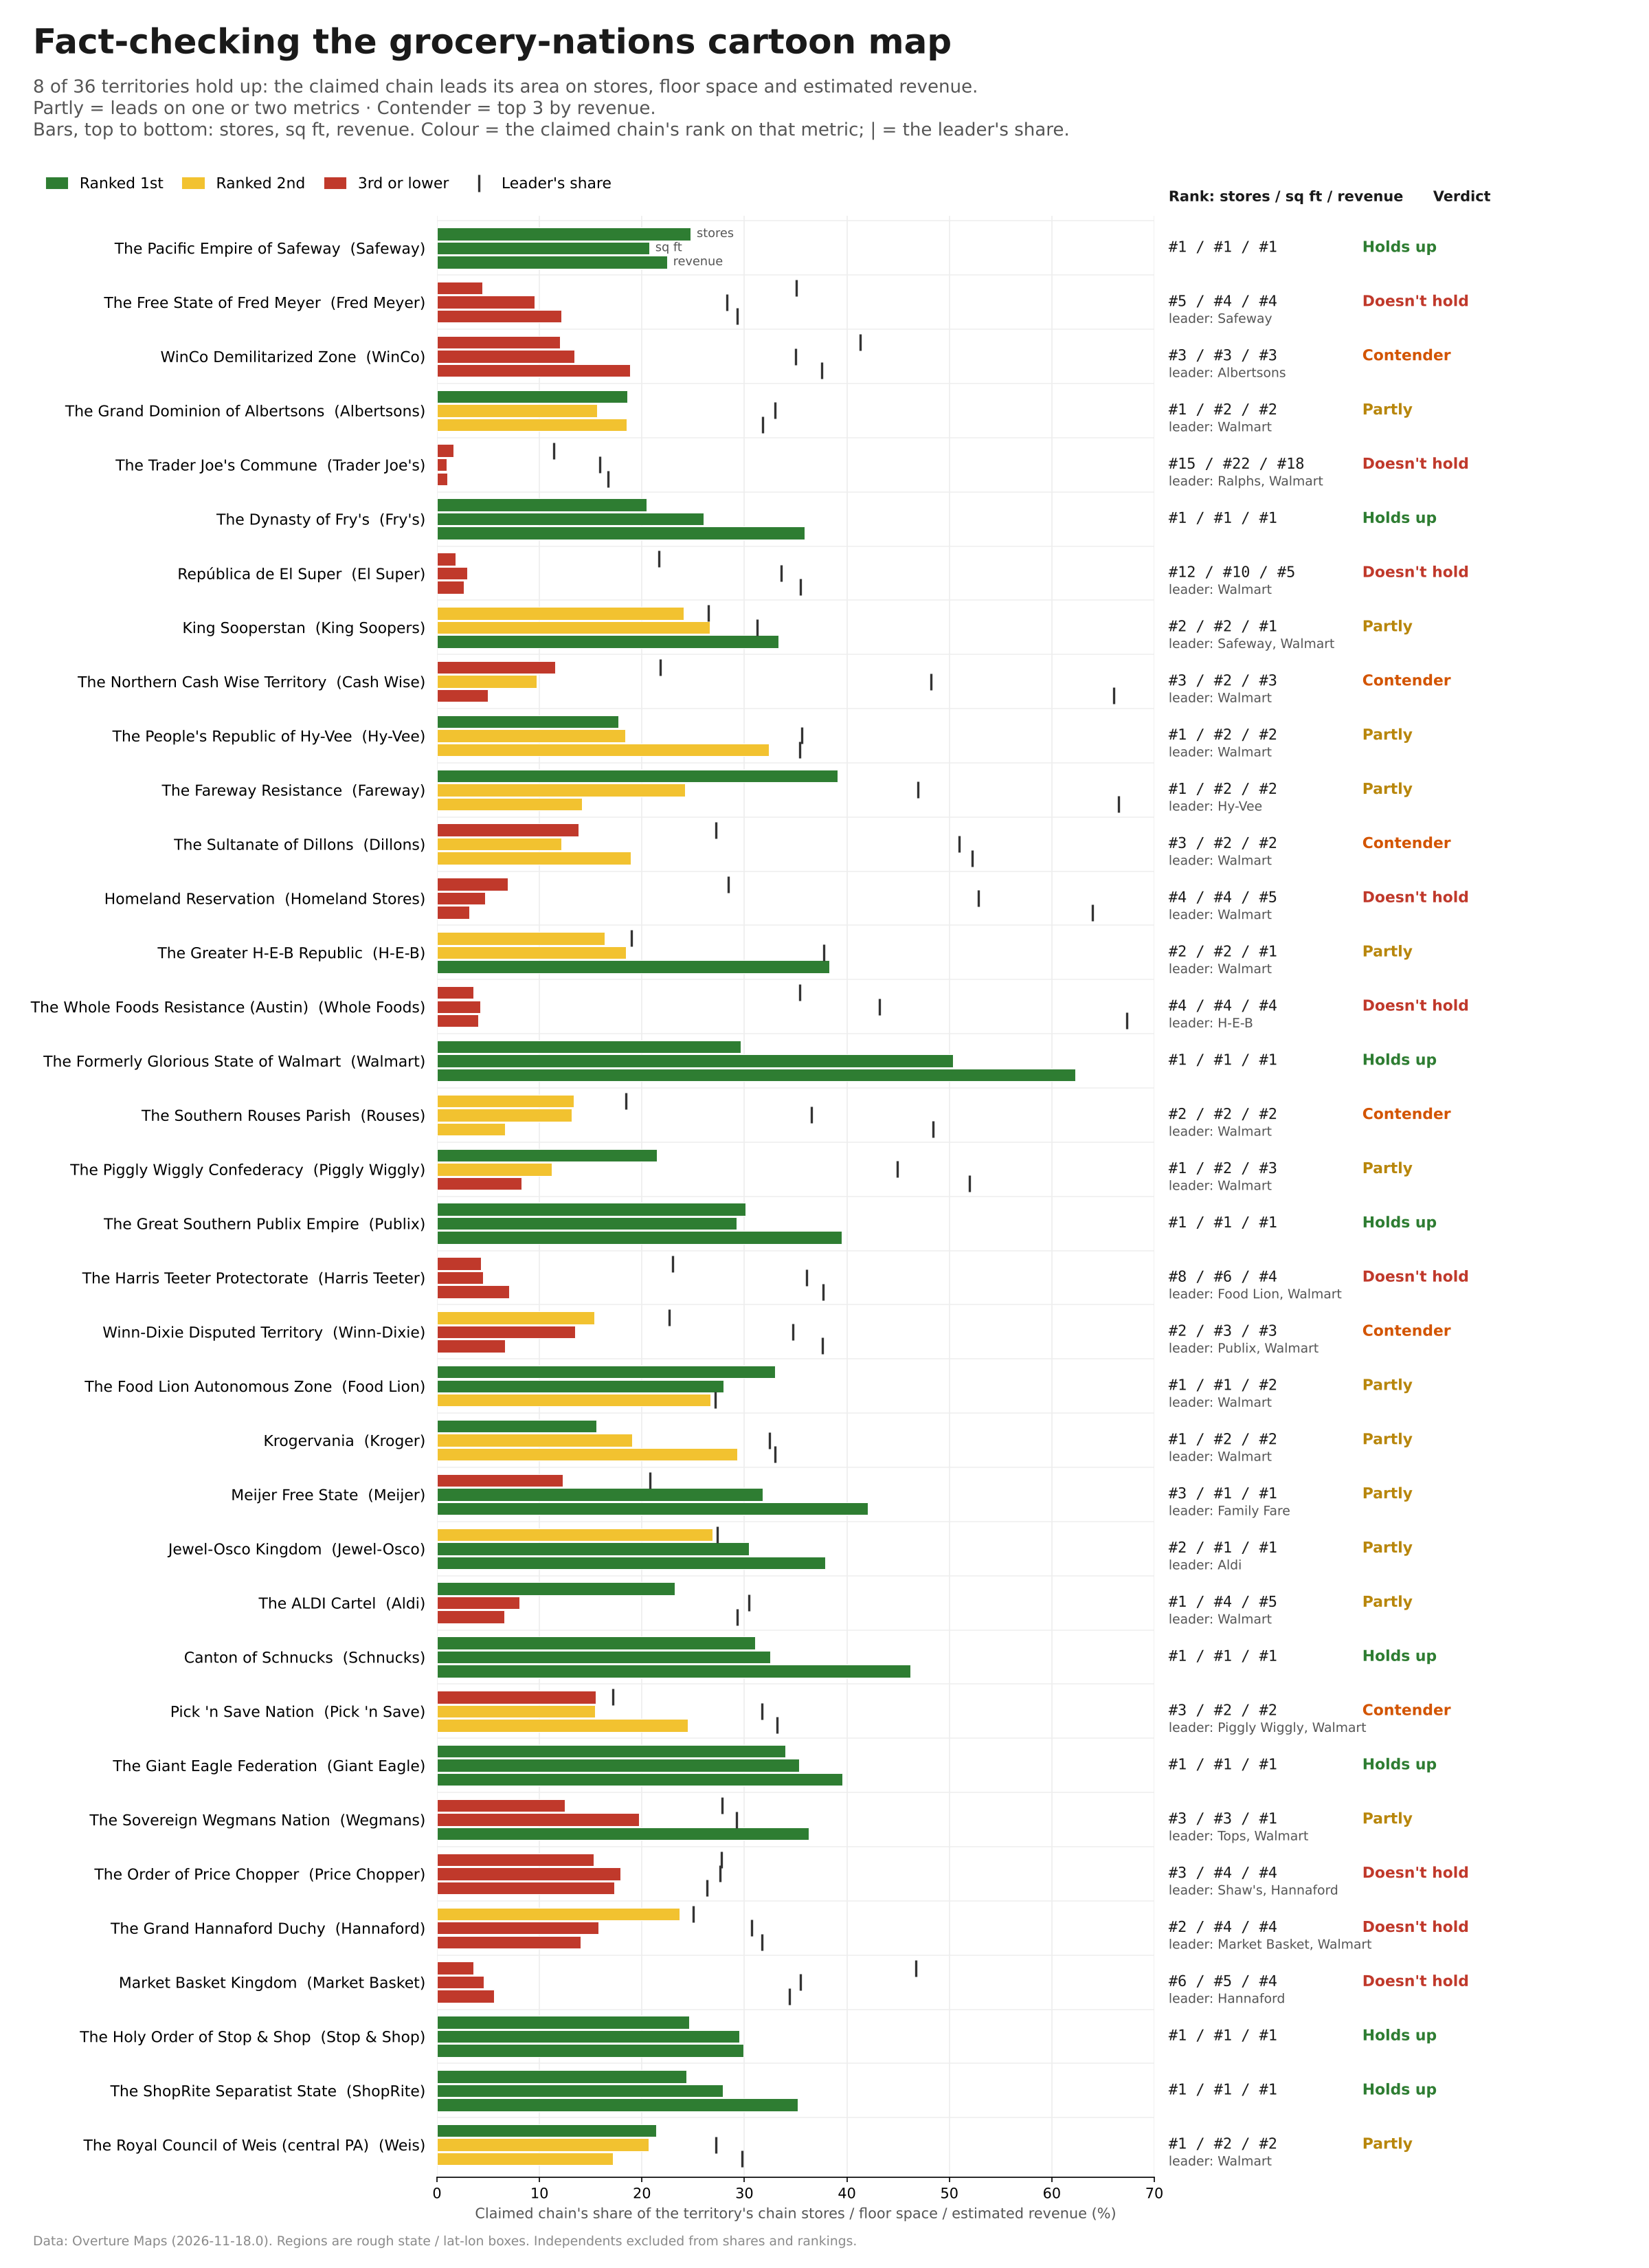 Fact-checking the grocery-nations cartoon map
8 of 36 territories hold up: the claimed chain leads its area on stores, floor space and estimated revenue.
Partly = leads on one or two metrics · Contender = top 3 by revenue.
Bars, top to bottom: stores, sq ft, revenue. Colour = the claimed chain's rank on that metric; | = the leader's share.
Ranked 1st Ranked 2nd 3rd or lower Leader's share
Rank: stores / sq ft / revenue Verdict
The Pacific Empire of Safeway (Safeway) #1 / #1 / #1 Holds up
stores
sq ft
revenue
The Free State of Fred Meyer (Fred Meyer) #5 / #4 / #4 Doesn't hold
leader: Safeway
WinCo Demilitarized Zone (WinCo) #3 / #3 / #3 Contender
leader: Albertsons
The Grand Dominion of Albertsons (Albertsons) #1 / #2 / #2 Partly
leader: Walmart
The Trader Joe's Commune (Trader Joe's) #15 / #22 / #18 Doesn't hold
leader: Ralphs, Walmart
The Dynasty of Fry's (Fry's) #1 / #1 / #1 Holds up
República de El Super (El Super) #12 / #10 / #5 Doesn't hold
leader: Walmart
King Sooperstan (King Soopers) #2 / #2 / #1 Partly
leader: Safeway, Walmart
The Northern Cash Wise Territory (Cash Wise) #3 / #2 / #3 Contender
leader: Walmart
The People's Republic of Hy-Vee (Hy-Vee) #1 / #2 / #2 Partly
leader: Walmart
The Fareway Resistance (Fareway) #1 / #2 / #2 Partly
leader: Hy-Vee
The Sultanate of Dillons (Dillons) #3 / #2 / #2 Contender
leader: Walmart
Homeland Reservation (Homeland Stores) #4 / #4 / #5 Doesn't hold
leader: Walmart
The Greater H-E-B Republic (H-E-B) #2 / #2 / #1 Partly
leader: Walmart
The Whole Foods Resistance (Austin) (Whole Foods) #4 / #4 / #4 Doesn't hold
leader: H-E-B
The Formerly Glorious State of Walmart (Walmart) #1 / #1 / #1 Holds up
The Southern Rouses Parish (Rouses) #2 / #2 / #2 Contender
leader: Walmart
The Piggly Wiggly Confederacy (Piggly Wiggly) #1 / #2 / #3 Partly
leader: Walmart
The Great Southern Publix Empire (Publix) #1 / #1 / #1 Holds up
The Harris Teeter Protectorate (Harris Teeter) #8 / #6 / #4 Doesn't hold
leader: Food Lion, Walmart
Winn-Dixie Disputed Territory (Winn-Dixie) #2 / #3 / #3 Contender
leader: Publix, Walmart
The Food Lion Autonomous Zone (Food Lion) #1 / #1 / #2 Partly
leader: Walmart
Krogervania (Kroger) #1 / #2 / #2 Partly
leader: Walmart
Meijer Free State (Meijer) #3 / #1 / #1 Partly
leader: Family Fare
Jewel-Osco Kingdom (Jewel-Osco) #2 / #1 / #1 Partly
leader: Aldi
The ALDI Cartel (Aldi) #1 / #4 / #5 Partly
leader: Walmart
Canton of Schnucks (Schnucks) #1 / #1 / #1 Holds up
Pick 'n Save Nation (Pick 'n Save) #3 / #2 / #2 Contender
leader: Piggly Wiggly, Walmart
The Giant Eagle Federation (Giant Eagle) #1 / #1 / #1 Holds up
The Sovereign Wegmans Nation (Wegmans) #3 / #3 / #1 Partly
leader: Tops, Walmart
The Order of Price Chopper (Price Chopper) #3 / #4 / #4 Doesn't hold
leader: Shaw's, Hannaford
The Grand Hannaford Duchy (Hannaford) #2 / #4 / #4 Doesn't hold
leader: Market Basket, Walmart
Market Basket Kingdom (Market Basket) #6 / #5 / #4 Doesn't hold
leader: Hannaford
The Holy Order of Stop & Shop (Stop & Shop) #1 / #1 / #1 Holds up
The ShopRite Separatist State (ShopRite) #1 / #1 / #1 Holds up
The Royal Council of Weis (central PA) (Weis) #1 / #2 / #2 Partly
leader: Walmart
0 10 20 30 40 50 60 70
Claimed chain's share of the territory's chain stores / floor space / estimated revenue (%)
Data: Overture Maps (2026-11-18.0). Regions are rough state / lat-lon boxes. Independents excluded from shares and rankings.